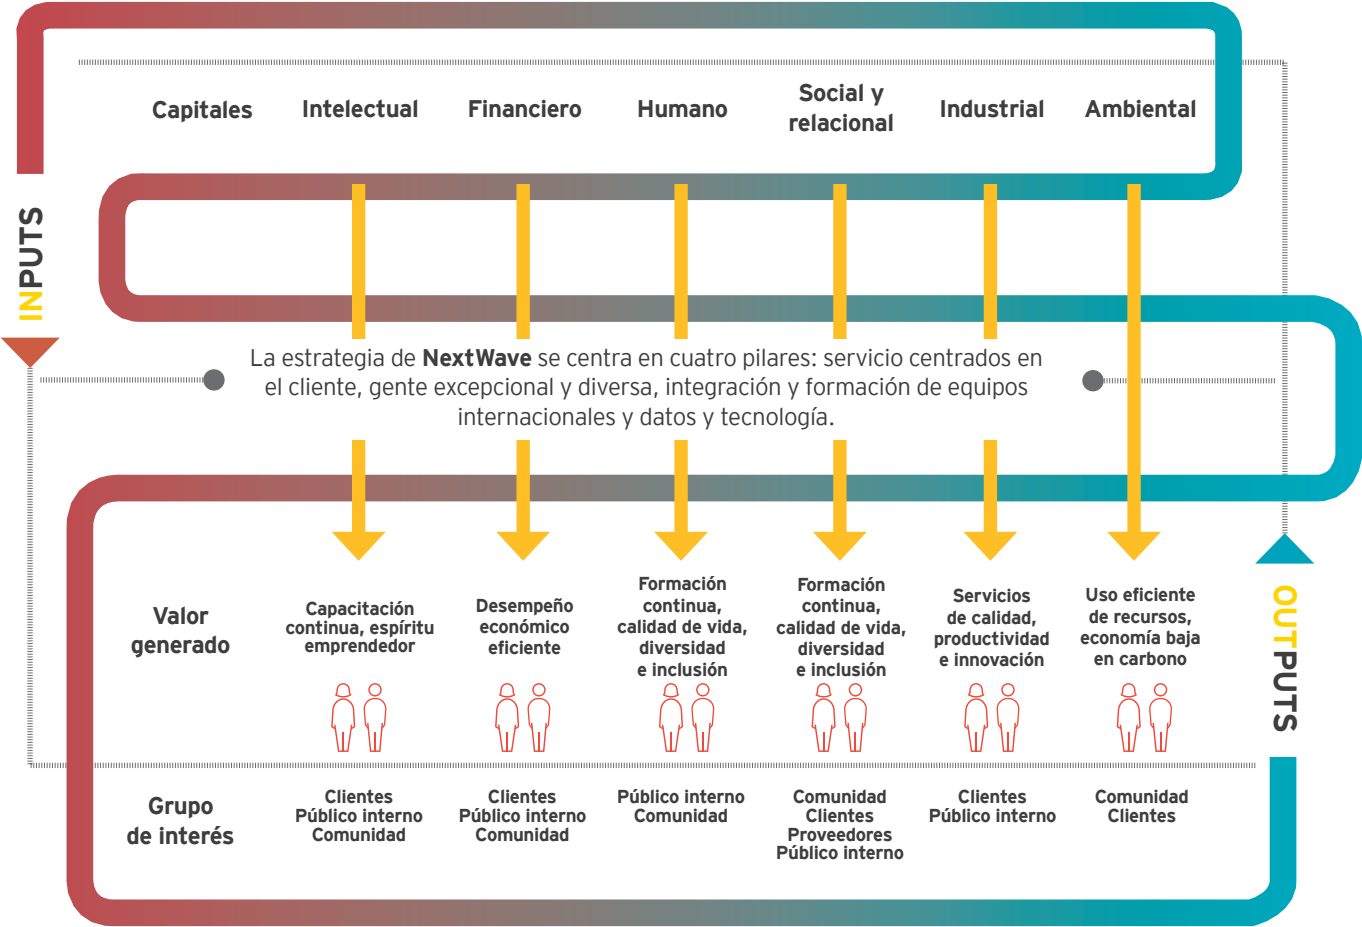 Capitales
Intelectual
Financiero
Humano
Social y
relacional
Industrial
Ambiental
INPUTS
La estrategia de NextWave se centra en cuatro pilares: servicio centrados en
el cliente, gente excepcional y diversa, integración y formación de equipos
internacionales y datos y tecnología.
Valor
generado
Capacitación
continua, espíritu
emprendedor
Desempeño
económico
eficiente
Formación
continua,
calidad de vida,
diversidad
e inclusión
Formación
continua,
calidad de vida,
diversidad
e inclusión
Servicios
de calidad,
productividad
e innovación
Uso eficiente
de recursos,
economía baja
en carbono
OUTPUTS
Grupo
de interés
Clientes
Público interno
Comunidad
Clientes
Público interno
Comunidad
Público interno
Comunidad
Comunidad
Clientes
Proveedores
Público interno
Clientes
Público interno
Comunidad
Clientes